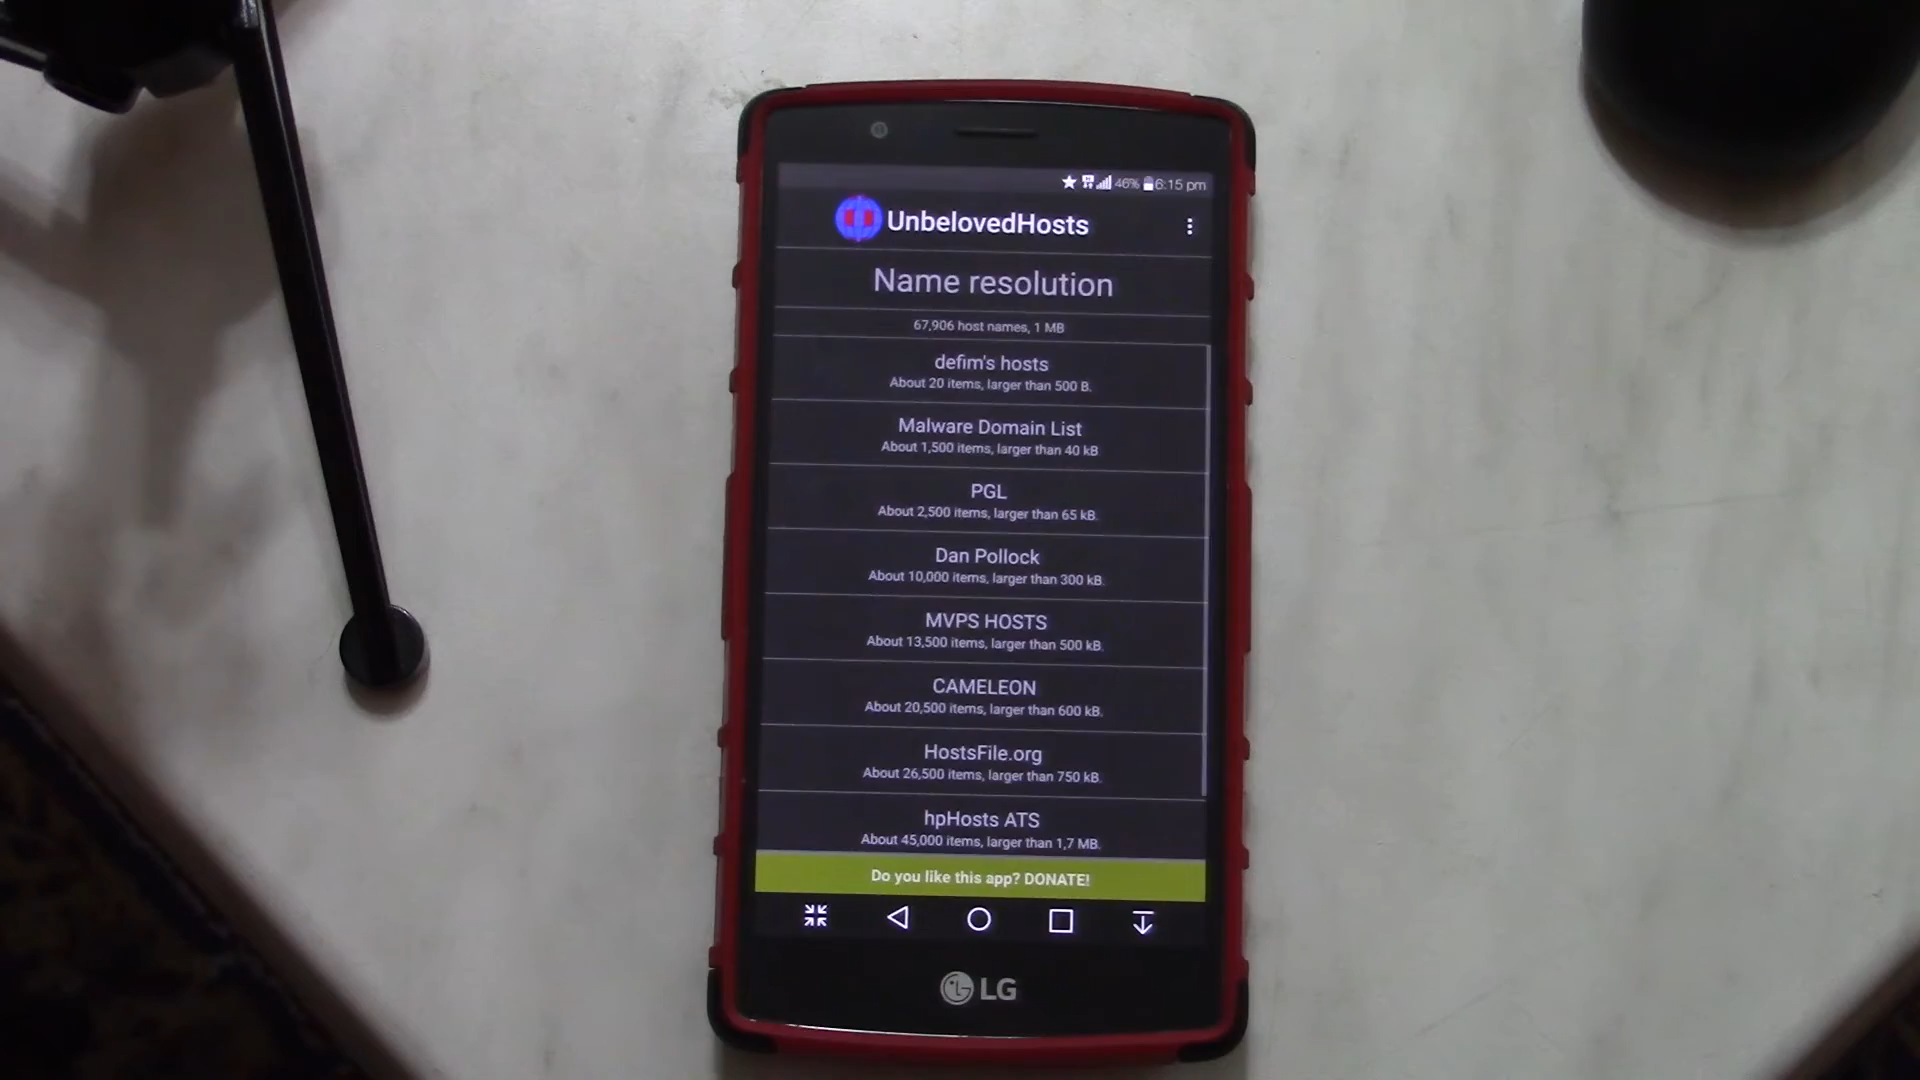 46% 6:15 pm
UnbelovedHosts
Name resolution
67,906 host names, 1 MB
defim's hosts
About 20 items, larger than 500 B.
Malware Domain List
About 1,500 items, larger than 40 kB
PGL
About 2,500 items, larger than 65 kB.
Dan Pollock
About 10,000 items, larger than 300 kB.
MVPS HOSTS
About 13,500 items, larger than 500 kB.
CAMELEON
About 20,500 items, larger than 600 kB.
HostsFile.org
About 26,500 items, larger than 750 kB.
hpHosts ATS
About 45,000 items, larger than 1,7 MB.
Do you like this app? DONATE!
LG